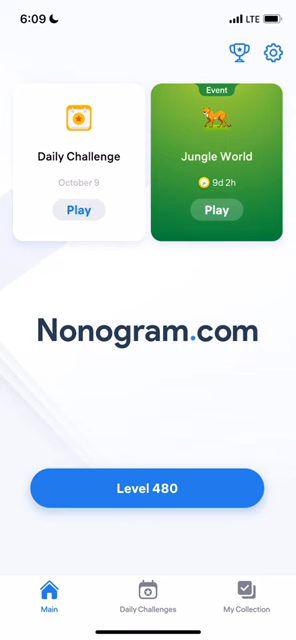 6:09
LTE
Event
Daily Challenge
October 9
Play
Jungle World
9d 2h
Play
Nonogram.com
Level 480
Main
Daily Challenges
My Collection